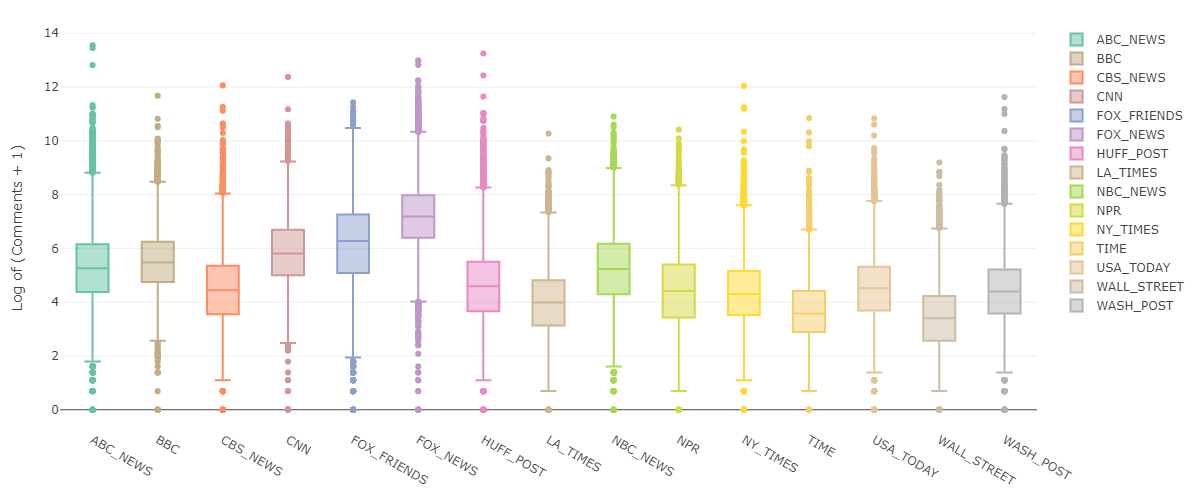 14
12
10
8
6
4
2
0
Log of (Comments + 1)
ABC_NEWS
BBC
CBS_NEWS
CNN
FOX_FRIENDS
FOX_NEWS
HUFF_POST
LA_TIMES
NBC_NEWS
NPR
NY_TIMES
TIME
USA_TODAY
WALL_STREET
WASH_POST
ABC_NEWS
BBC
CBS_NEWS
CNN
FOX_FRIENDS
FOX_NEWS
HUFF_POST
LA_TIMES
NBC_NEWS
NPR
NY_TIMES
TIME
USA_TODAY
WALL_STREET
WASH_POST